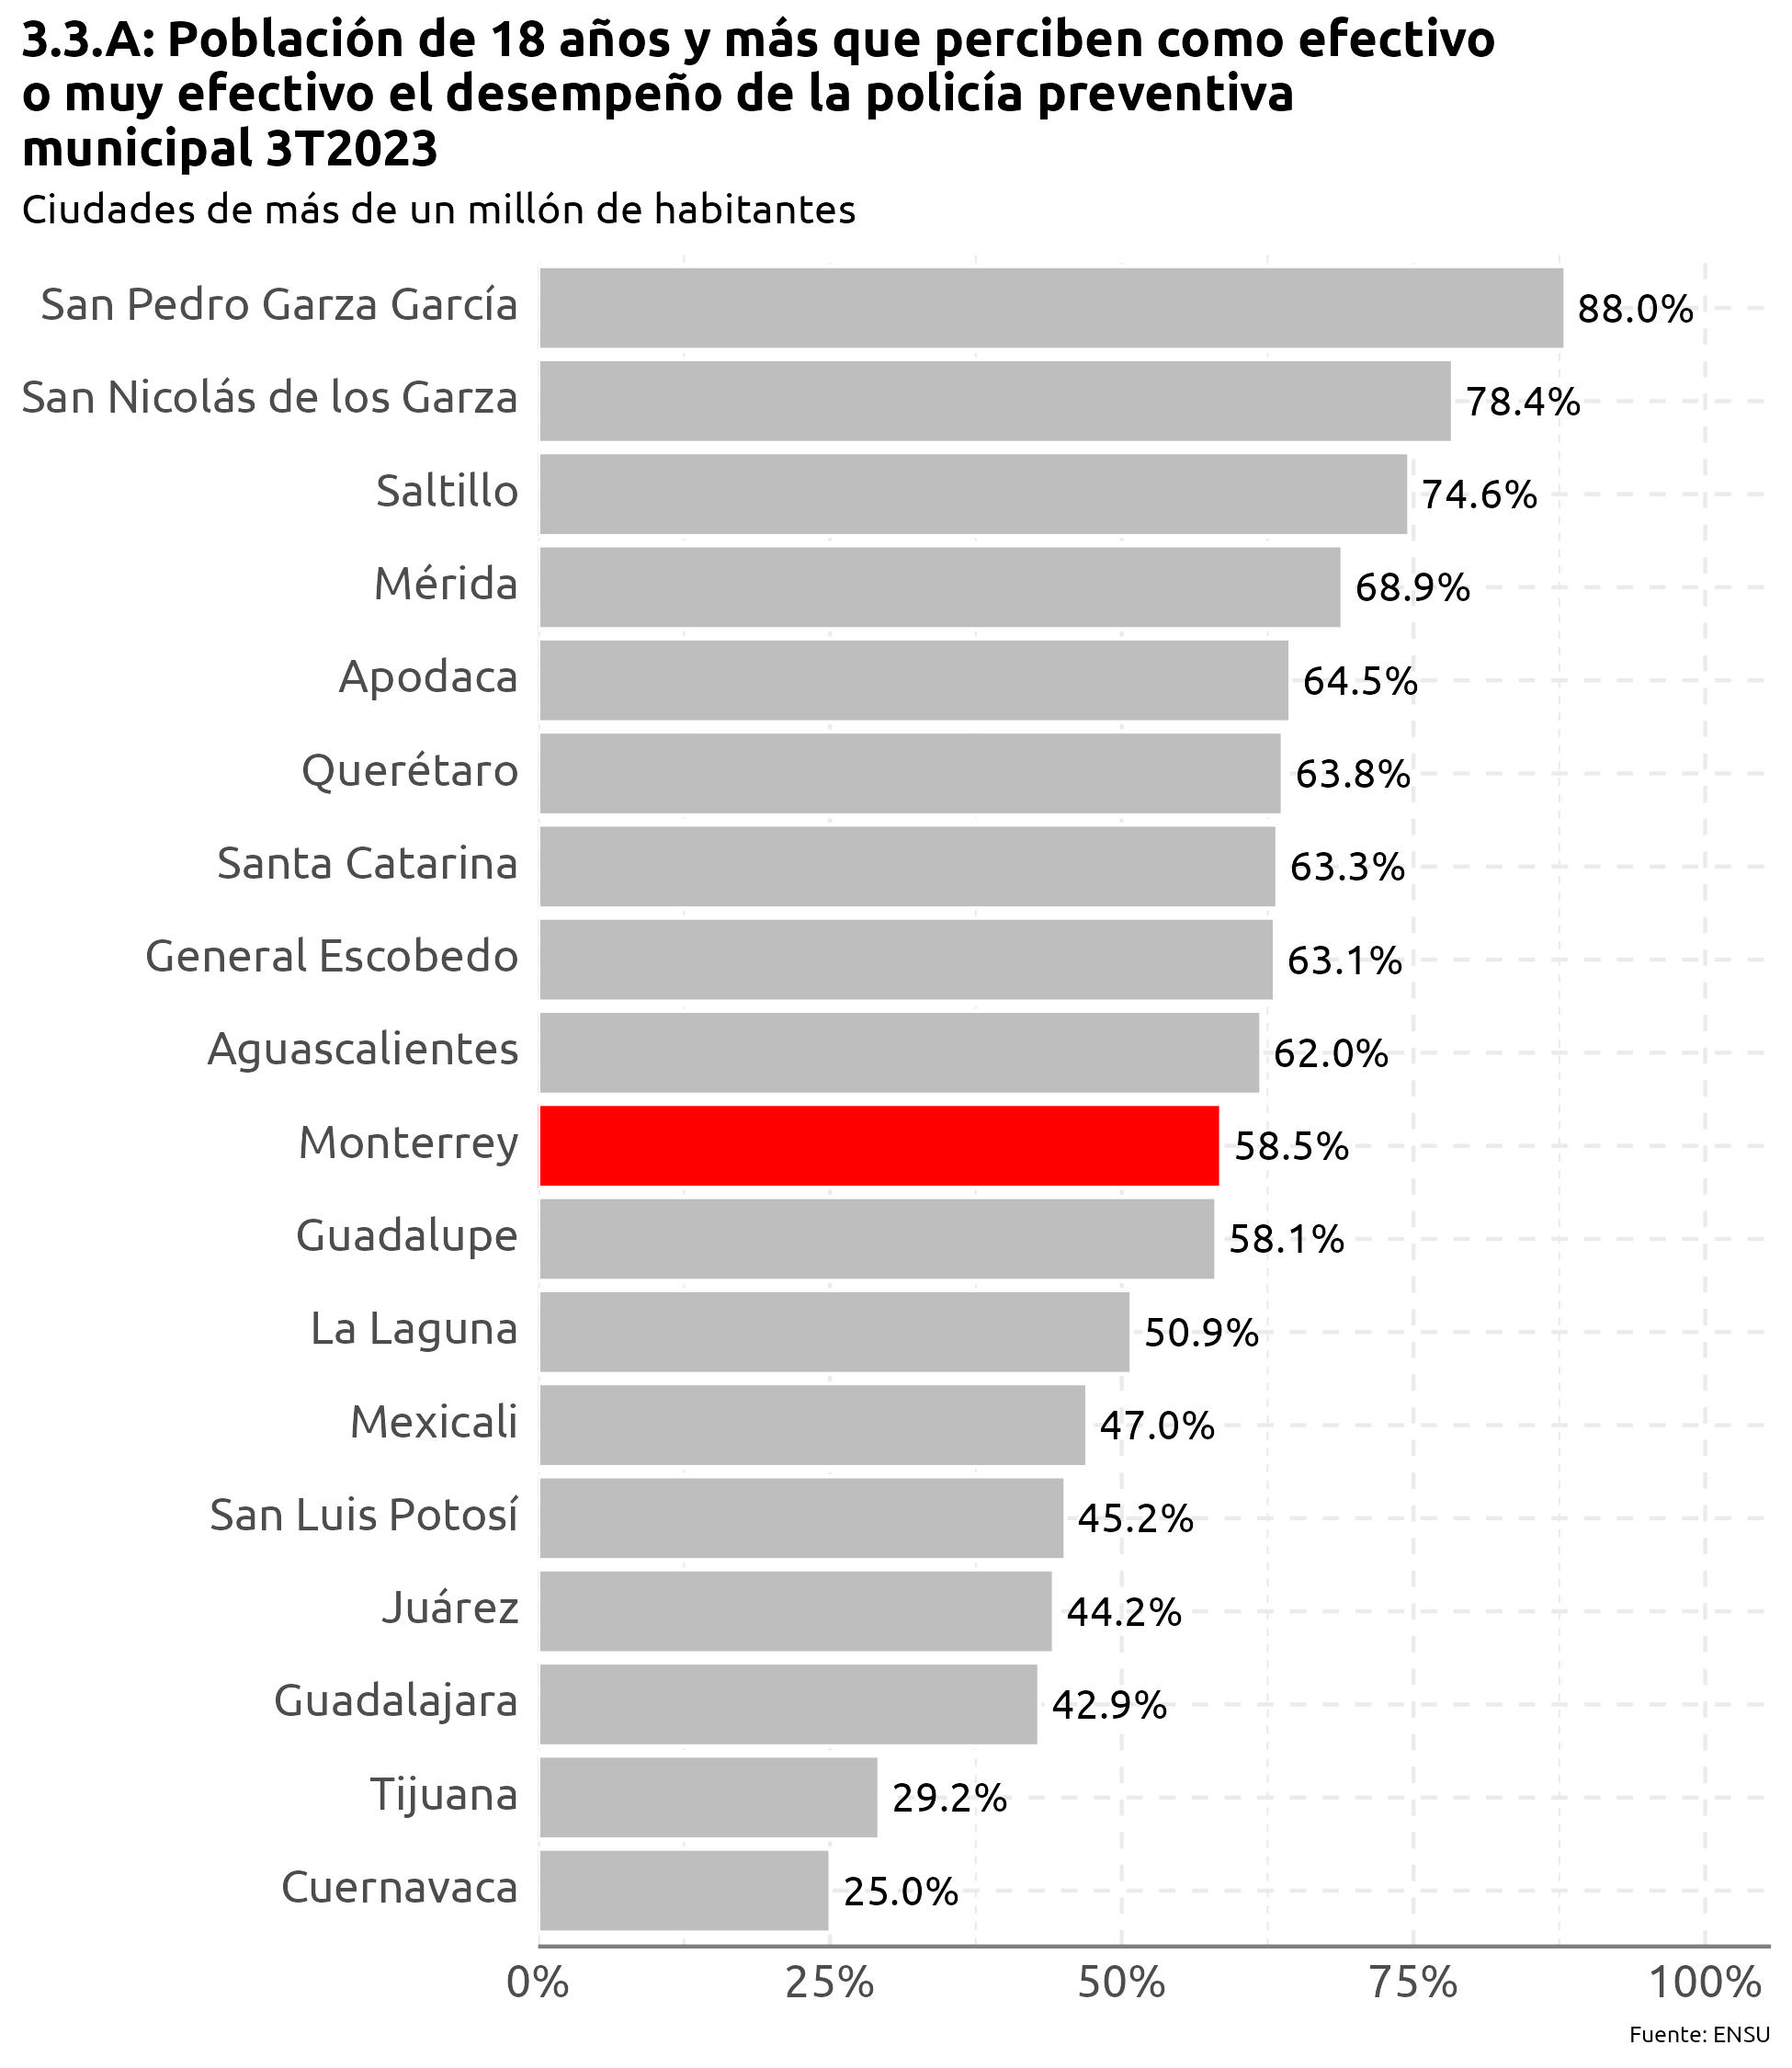 3.3.A: Población de 18 años y más que perciben como efectivo
o muy efectivo el desempeño de la policía preventiva
municipal 3T2023
Ciudades de más de un millón de habitantes
San Pedro Garza García 88.0%
San Nicolás de los Garza 78.4%
Saltillo 74.6%
Mérida 68.9%
Apodaca 64.5%
Querétaro 63.8%
Santa Catarina 63.3%
General Escobedo 63.1%
Aguascalientes 62.0%
Monterrey 58.5%
Guadalupe 58.1%
La Laguna 50.9%
Mexicali 47.0%
San Luis Potosí 45.2%
Juárez 44.2%
Guadalajara 42.9%
Tijuana 29.2%
Cuernavaca 25.0%
0% 25% 50% 75% 100%
Fuente: ENSU